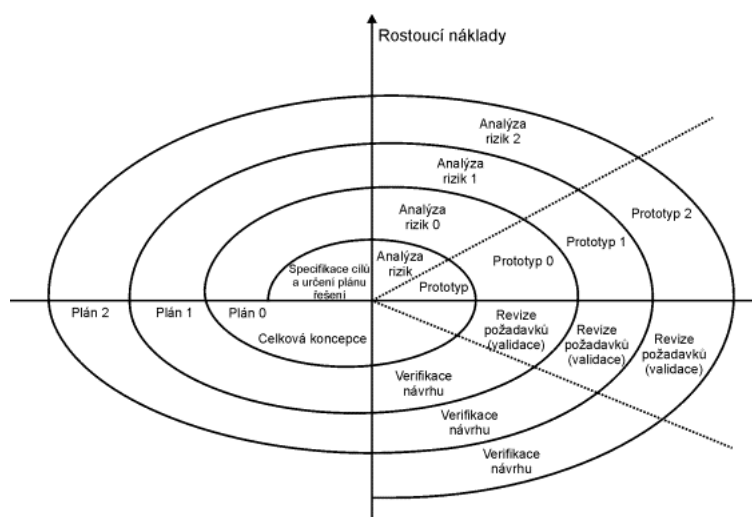 Rostoucí náklady
Analýza
rizik 2
Analýza
rizik 1
Analýza
rizik 0
Prototyp 2
Prototyp 1
Prototyp 0
Specifikace cílů
a určení plánu
řešení
Analýza
rizik
Prototyp
Plán 2
Plán 1
Plán 0
Celková koncepce
Revize
požadavků
(validace)
Revize
požadavků
(validace)
Revize
požadavků
(validace)
Verifikace
návrhu
Verifikace
návrhu
Verifikace
návrhu